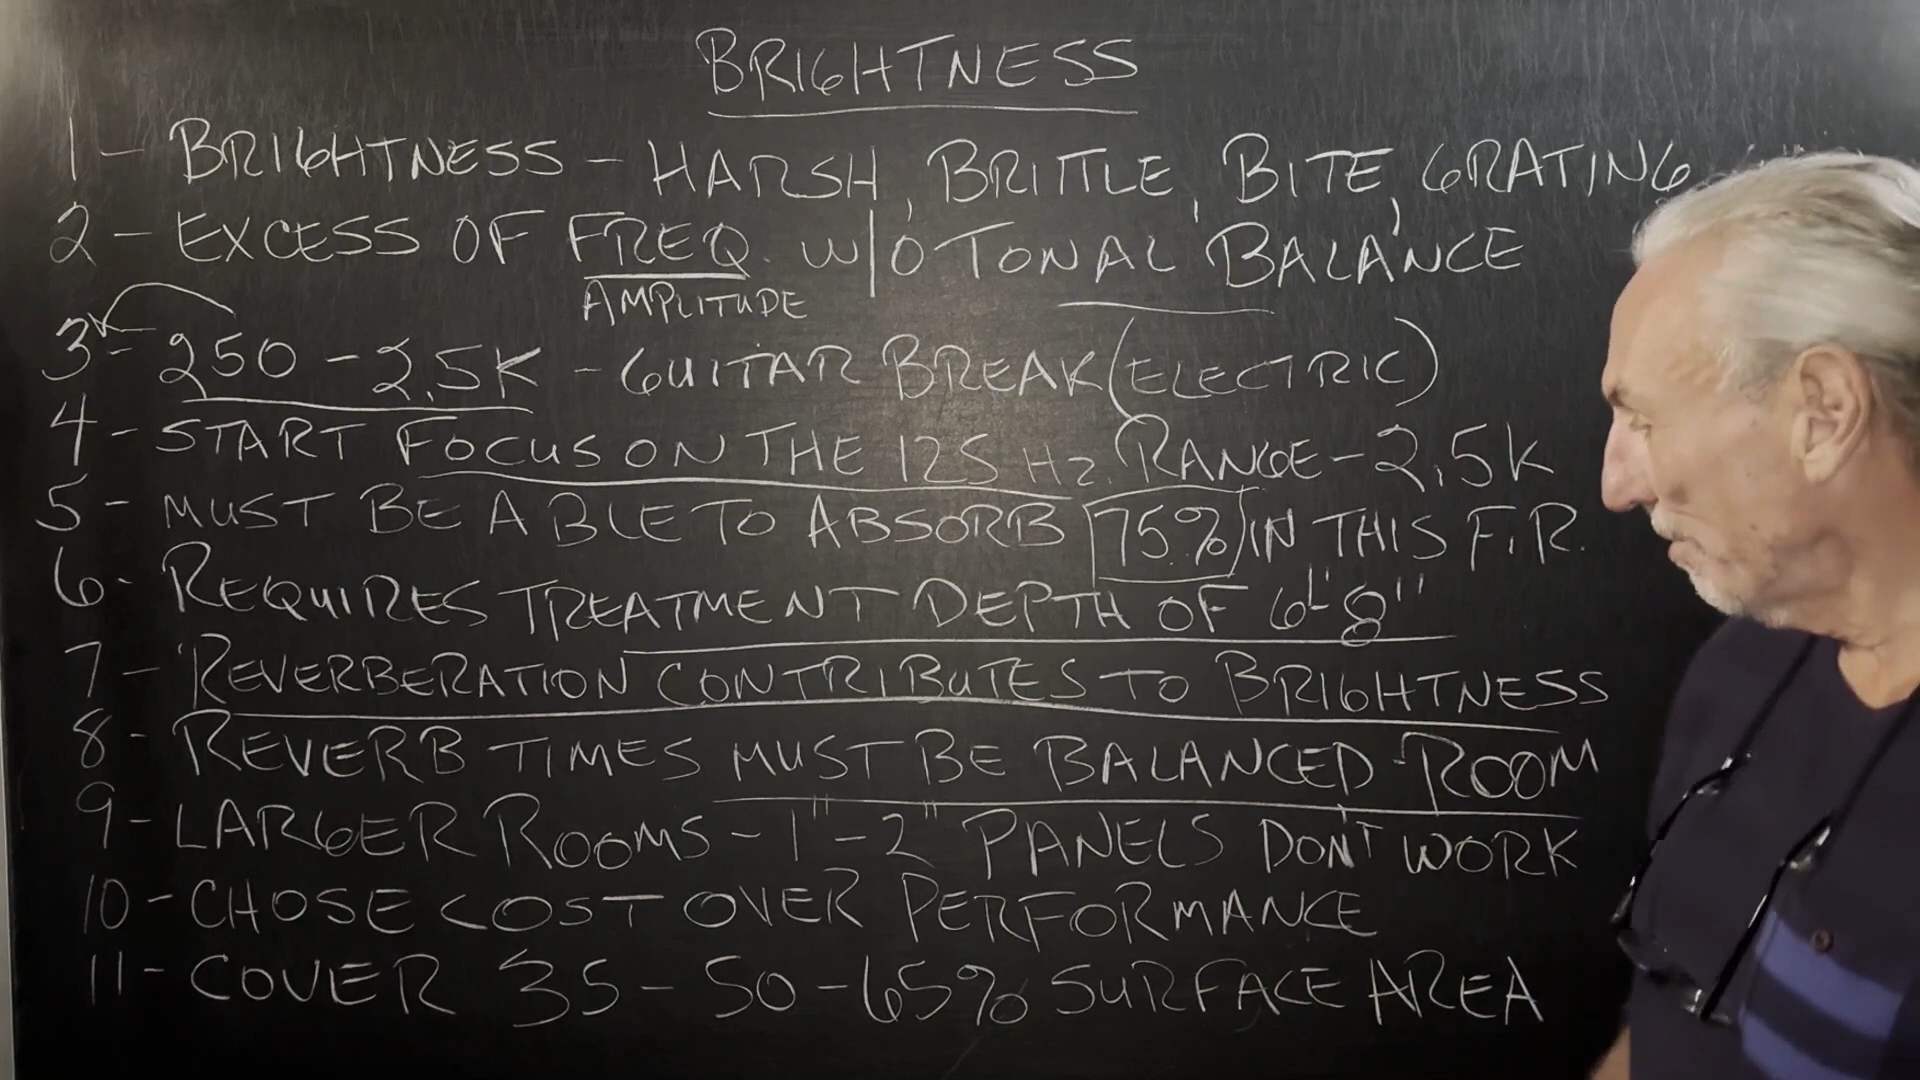 BRIGHTNESS
1 - BRIGHTNESS - HARSH, BRITTLE, BITE, GRATING
2 - EXCESS OF FREQ. W/O TONAL BALANCE
AMPLITUDE
3 - 250 - 2.5K - GUITAR BREAK (ELECTRIC)
4 - START FOCUS ON THE 125 Hz. RANGE - 2.5K
5 - MUST BE ABLE TO ABSORB 75% IN THIS F.R.
6 - REQUIRES TREATMENT DEPTH OF 6"-8"
7 - REVERBERATION CONTRIBUTES TO BRIGHTNESS
8 - REVERB TIMES MUST BE BALANCED - ROOM
9 - LARGER ROOMS - 1" - 2" PANELS DON'T WORK
10 - CHOSE COST OVER PERFORMANCE
11 - COVER 35 - 50 - 65% SURFACE AREA